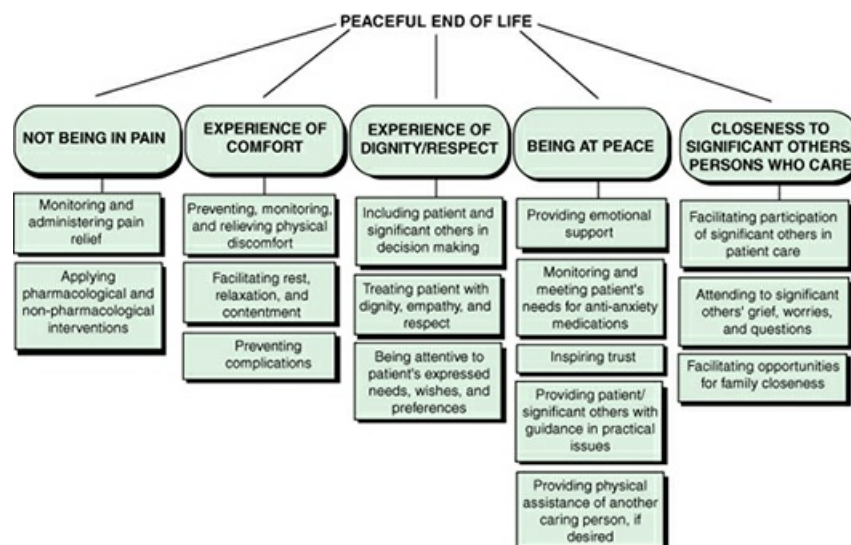 PEACEFUL END OF LIFE
NOT BEING IN PAIN
Monitoring and
administering pain
relief
Applying
pharmacological and
non-pharmacological
interventions
EXPERIENCE OF
COMFORT
Preventing, monitoring,
and relieving physical
discomfort
Facilitating rest,
relaxation, and
contentment
Preventing
complications
EXPERIENCE OF
DIGNITY/RESPECT
Including patient and
significant others in
decision making
Treating patient with
dignity, empathy, and
respect
Being attentive to
patient's expressed
needs, wishes, and
preferences
BEING AT PEACE
Providing emotional
support
Monitoring and
meeting patient's
needs for anti-anxiety
medications
Inspiring trust
Providing patient/
significant others with
guidance in practical
issues
Providing physical
assistance of another
caring person, if
desired
CLOSENESS TO
SIGNIFICANT OTHERS/
PERSONS WHO CARE
Facilitating participation
of significant others in
patient care
Attending to significant
others' grief, worries,
and questions
Facilitating opportunities
for family closeness